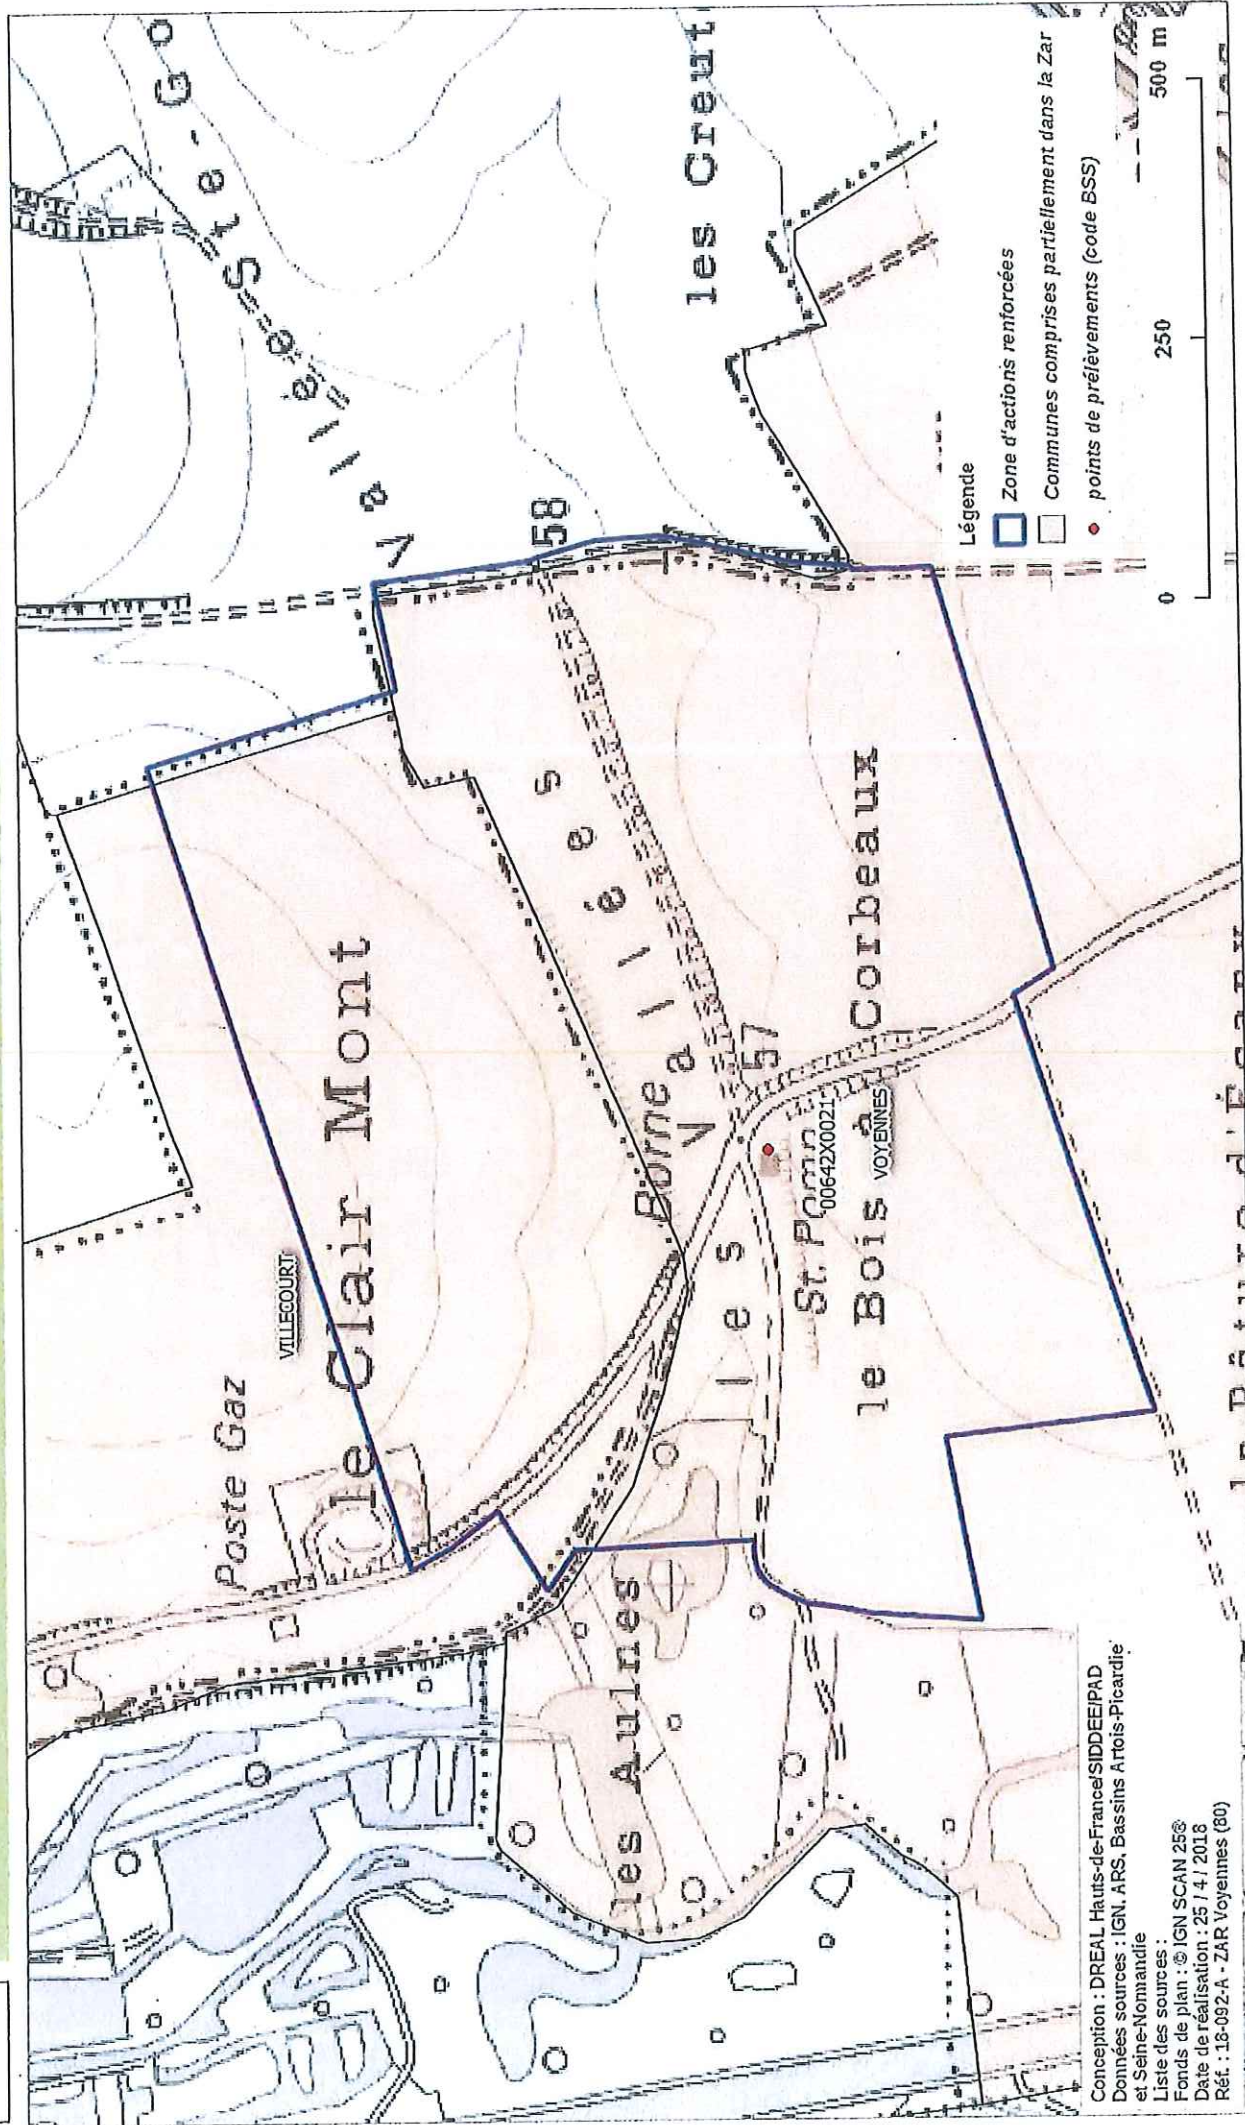 Poste Gaz
VILLECOURT
le Clair Mont
Vallée Ste-Go
les Creut
58
les Aulnes
les Vallées
Borne
57
St. Pomp
00642X0021
VOYENNES
le Bois à Corbeaux
Légende
Zone d'actions renforcées
Communes comprises partiellement dans la Zar
points de prélèvements (code BSS)
0 250 500 m
Conception : DREAL Hauts-de-France/SIDDEE/PAD
Données sources : IGN, ARS, Bassins Artois-Picardie
et Seine-Normandie
Liste des sources :
Fonds de plan : © IGN SCAN 25®
Date de réalisation : 25 / 4 / 2018
Réf. : 18-092-A - ZAR Voyennes (80)